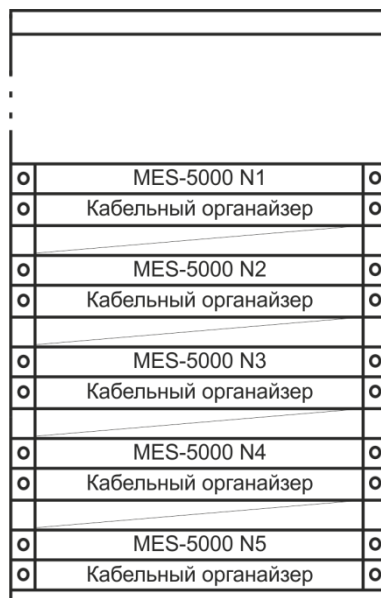 MES-5000 N1
Кабельный органайзер
MES-5000 N2
Кабельный органайзер
MES-5000 N3
Кабельный органайзер
MES-5000 N4
Кабельный органайзер
MES-5000 N5
Кабельный органайзер